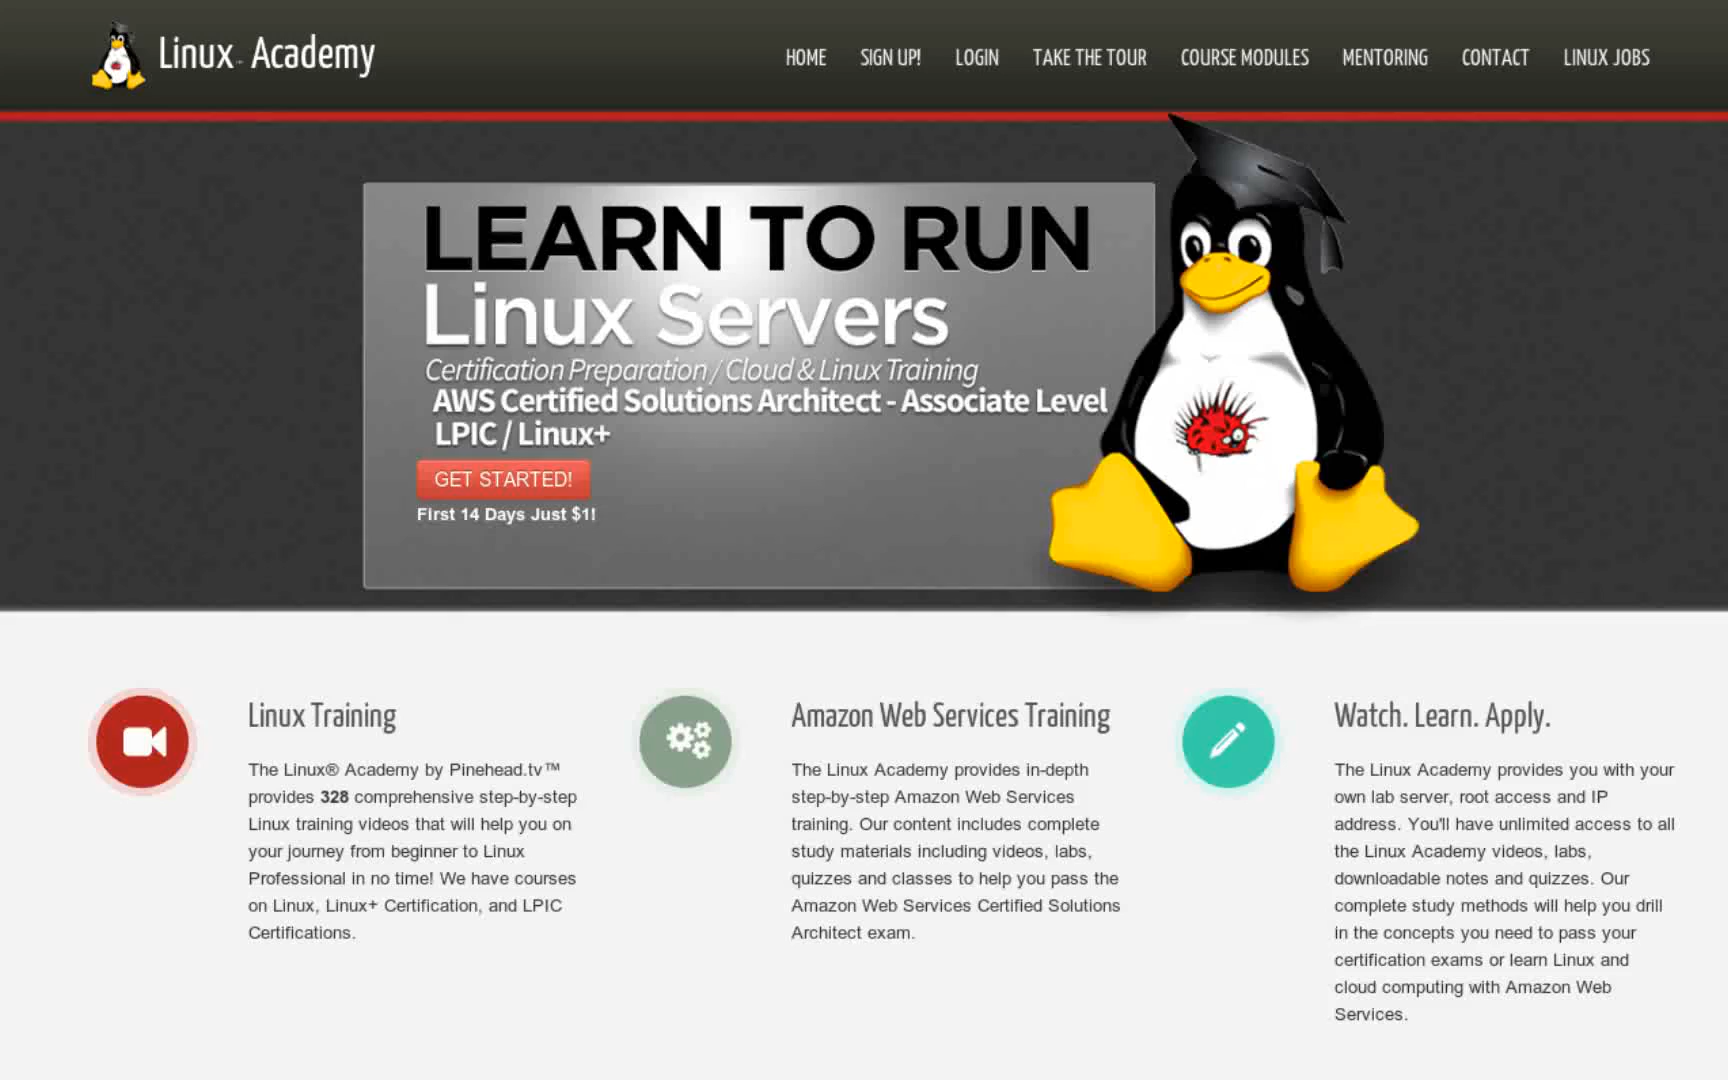 Linux Academy
HOME SIGN UP! LOGIN TAKE THE TOUR COURSE MODULES MENTORING CONTACT LINUX JOBS
LEARN TO RUN
Linux Servers
Certification Preparation / Cloud & Linux Training
AWS Certified Solutions Architect - Associate Level
LPIC / Linux+
GET STARTED!
First 14 Days Just $1!
Linux Training
The Linux® Academy by Pinehead.tv™
provides 328 comprehensive step-by-step
Linux training videos that will help you on
your journey from beginner to Linux
Professional in no time! We have courses
on Linux, Linux+ Certification, and LPIC
Certifications.
Amazon Web Services Training
The Linux Academy provides in-depth
step-by-step Amazon Web Services
training. Our content includes complete
study materials including videos, labs,
quizzes and classes to help you pass the
Amazon Web Services Certified Solutions
Architect exam.
Watch. Learn. Apply.
The Linux Academy provides you with your
own lab server, root access and IP
address. You'll have unlimited access to all
the Linux Academy videos, labs,
downloadable notes and quizzes. Our
complete study methods will help you drill
in the concepts you need to pass your
certification exams or learn Linux and
cloud computing with Amazon Web
Services.